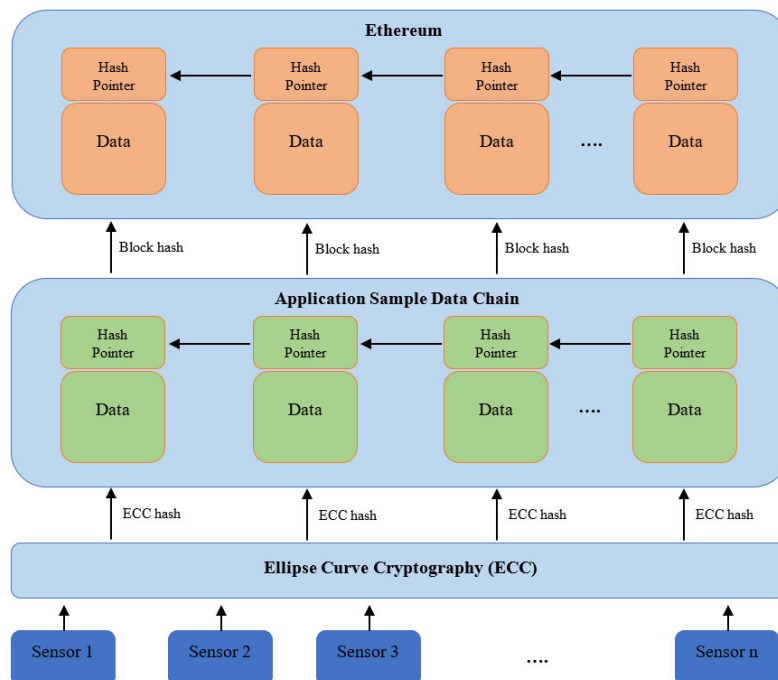 Ethereum
Hash Pointer Hash Pointer Hash Pointer Hash Pointer
Data Data Data .... Data
Block hash Block hash Block hash Block hash
Application Sample Data Chain
Hash Pointer Hash Pointer Hash Pointer Hash Pointer
Data Data Data .... Data
ECC hash ECC hash ECC hash ECC hash
Ellipse Curve Cryptography (ECC)
Sensor 1 Sensor 2 Sensor 3 .... Sensor n